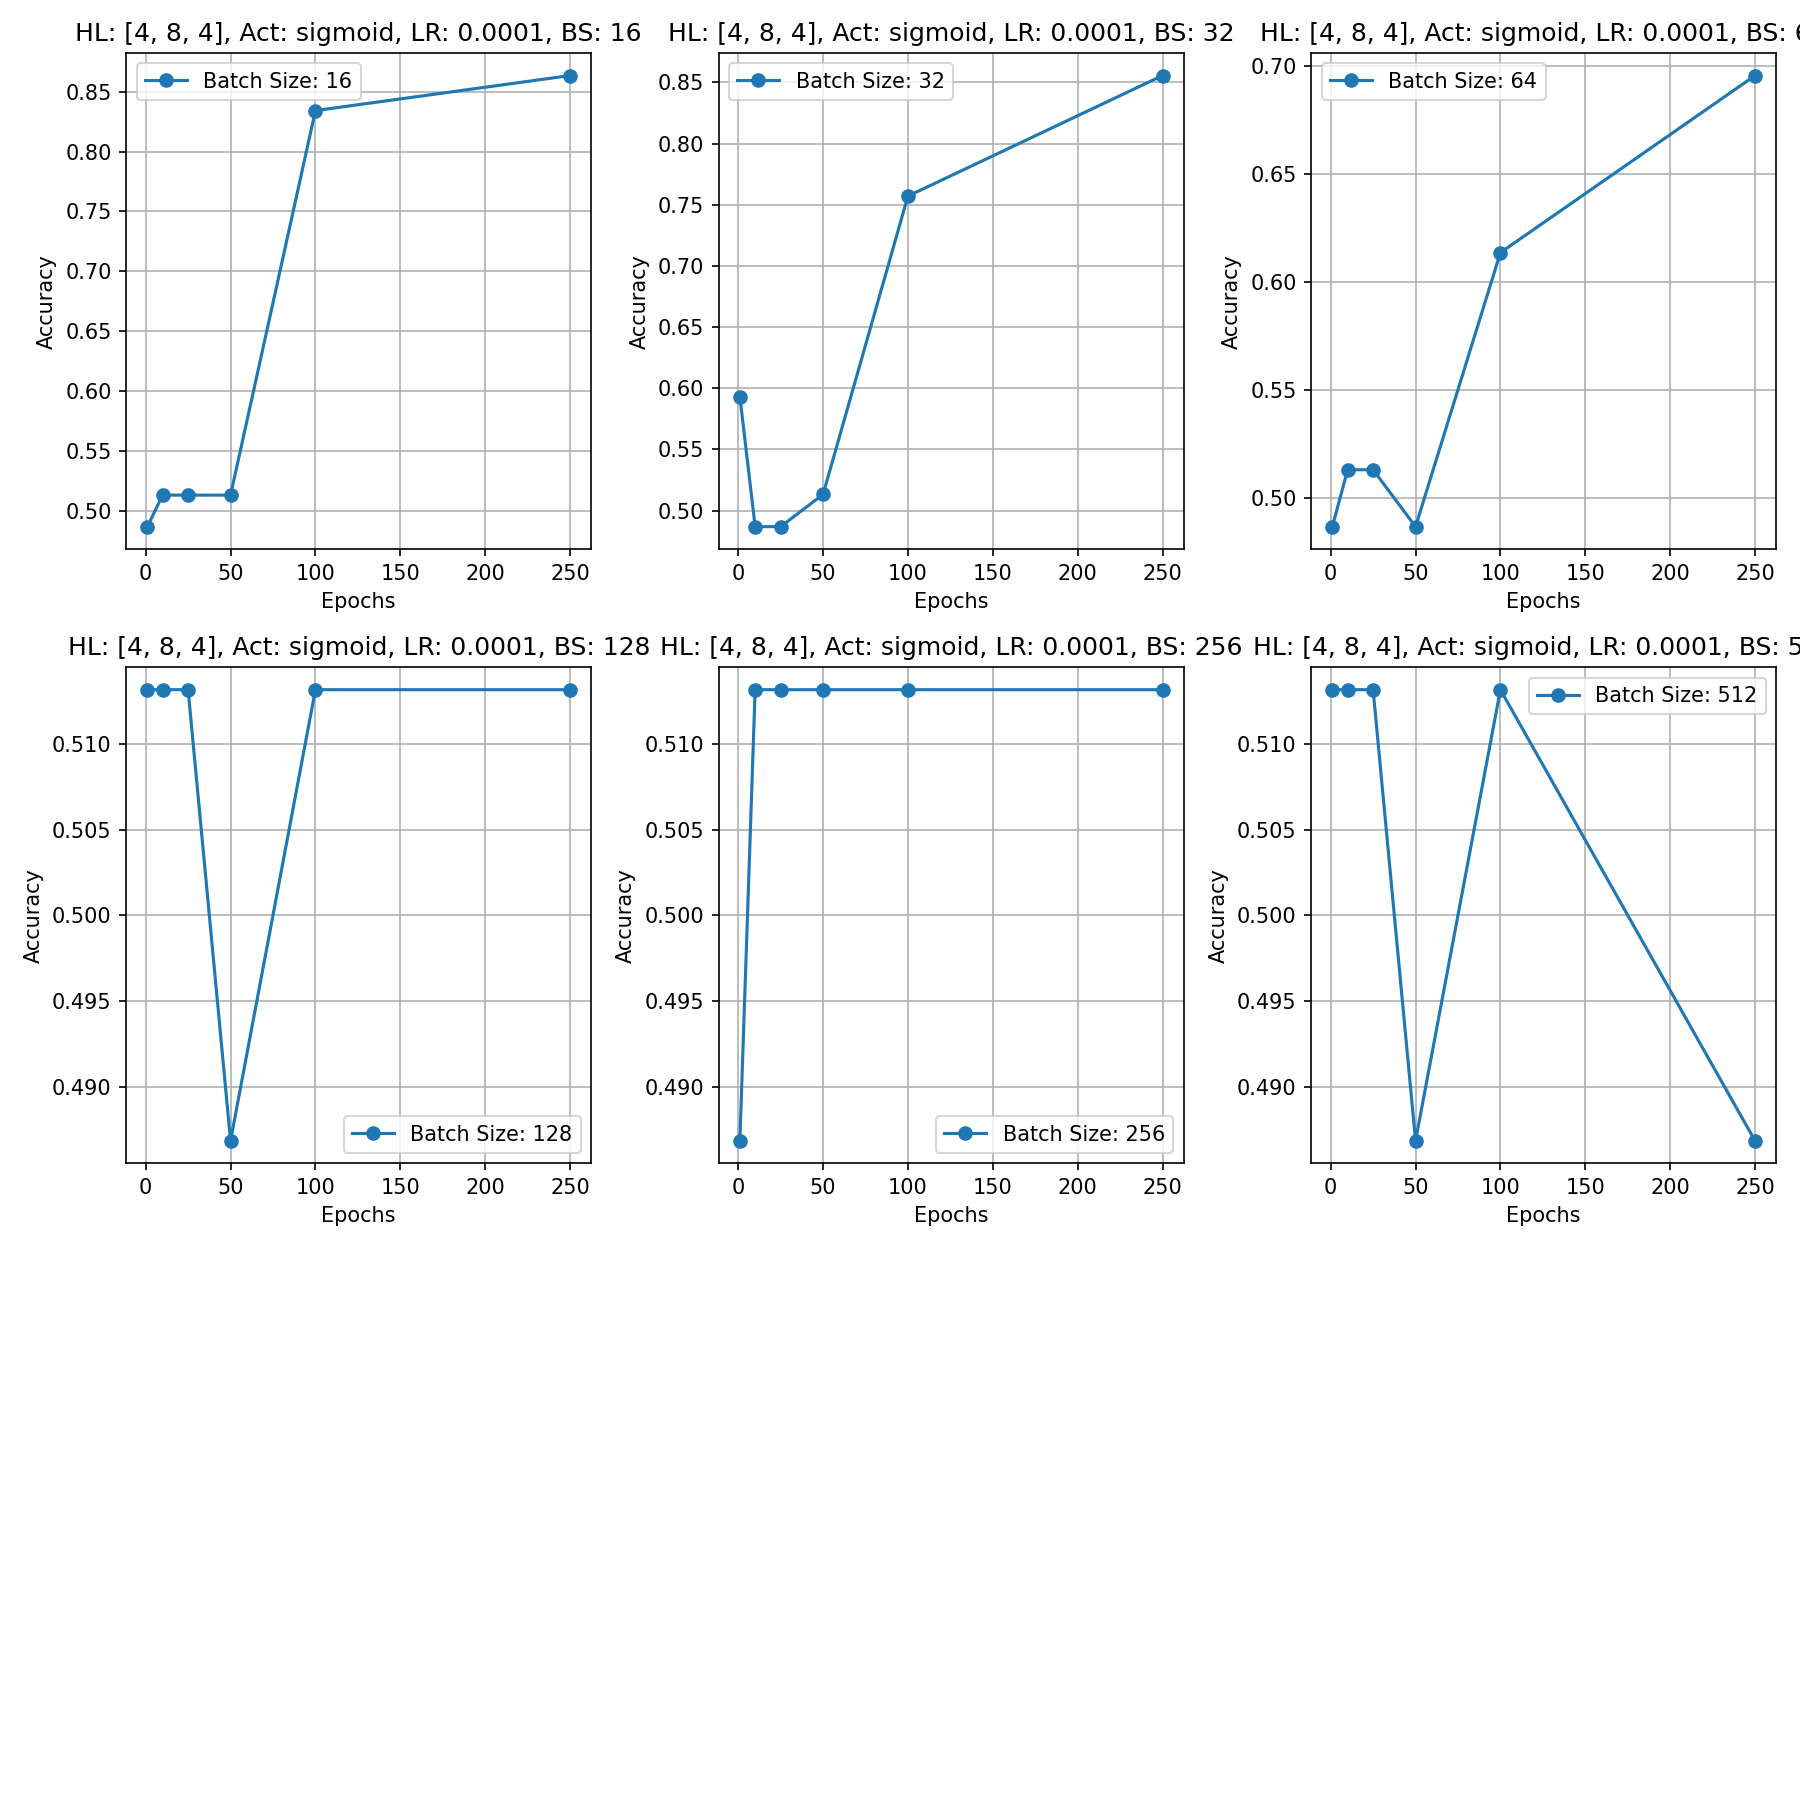 HL: [4, 8, 4], Act: sigmoid, LR: 0.0001, BS: 16
Batch Size: 16
0.85
0.80
0.75
0.70
0.65
0.60
0.55
0.50
Accuracy
0 50 100 150 200 250
Epochs
HL: [4, 8, 4], Act: sigmoid, LR: 0.0001, BS: 32
Batch Size: 32
0.85
0.80
0.75
0.70
0.65
0.60
0.55
0.50
Accuracy
0 50 100 150 200 250
Epochs
HL: [4, 8, 4], Act: sigmoid, LR: 0.0001, BS:
Batch Size: 64
0.70
0.65
0.60
0.55
0.50
Accuracy
0 50 100 150 200 250
Epochs
HL: [4, 8, 4], Act: sigmoid, LR: 0.0001, BS: 128
0.510
0.505
0.500
0.495
0.490
Accuracy
Batch Size: 128
0 50 100 150 200 250
Epochs
HL: [4, 8, 4], Act: sigmoid, LR: 0.0001, BS: 256
0.510
0.505
0.500
0.495
0.490
Accuracy
Batch Size: 256
0 50 100 150 200 250
Epochs
HL: [4, 8, 4], Act: sigmoid, LR: 0.0001, BS: 5
Batch Size: 512
0.510
0.505
0.500
0.495
0.490
Accuracy
0 50 100 150 200 250
Epochs